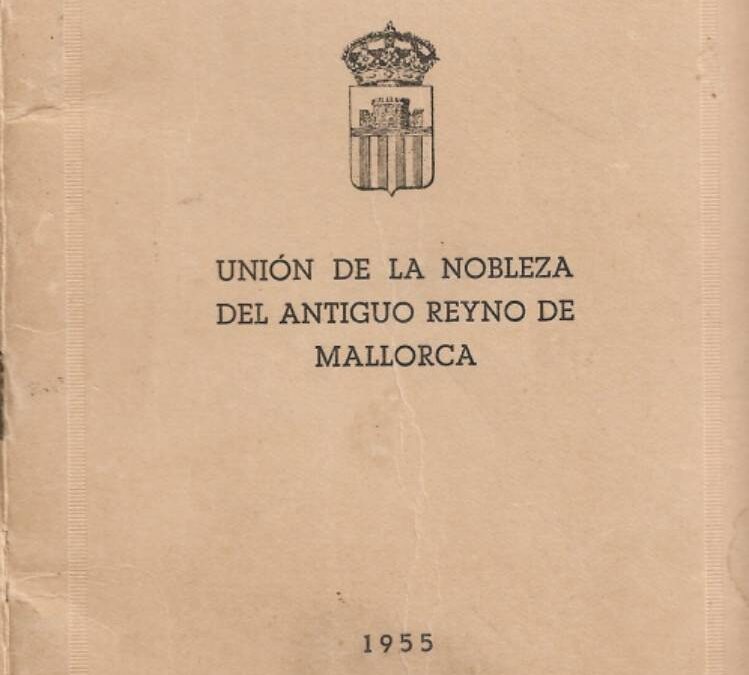 UNIÓN DE LA NOBLEZA
DEL ANTIGUO REYNO DE
MALLORCA
1955